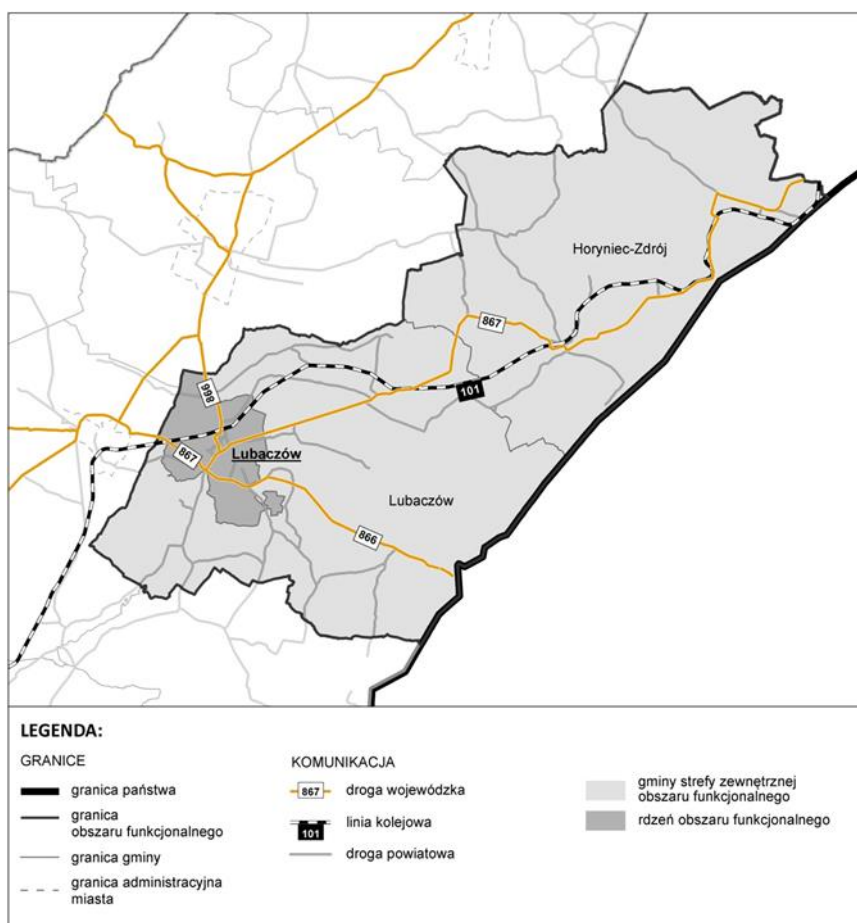 Horyniec-Zdrój
867
101
866
Lubaczów
867
Lubaczów
866
LEGENDA:
GRANICE
granica państwa
granica
obszaru funkcjonalnego
granica gminy
granica administracyjna
miasta
KOMUNIKACJA
867 droga wojewódzka
linia kolejowa
101
droga powiatowa
gminy strefy zewnętrznej
obszaru funkcjonalnego
rdzeń obszaru funkcjonalnego